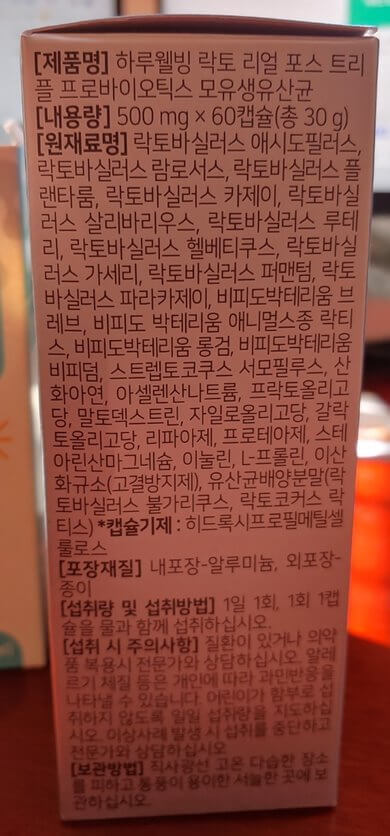 [제품명] 하루웰빙 락토 리얼 포스 트리
플 프로바이오틱스 모유생유산균
[내용량] 500 mg × 60캡슐(총 30 g)
[원재료명] 락토바실러스 애시도필러스,
락토바실러스 람로서스, 락토바실러스 플
랜타룸, 락토바실러스 카제이, 락토바실
러스 살리바리우스, 락토바실러스 루테
리, 락토바실러스 헬베티쿠스, 락토바실
러스 가세리, 락토바실러스 퍼맨텀, 락토
바실러스 파라카제이, 비피도박테리움 브
레브, 비피도 박테리움 애니멀스종 락티
스, 비피도박테리움 롱검, 비피도박테리움
비피덤, 스트렙토코쿠스 서모필루스, 산
화아연, 아셀렌산나트륨, 프락토올리고
당, 말토덱스트린, 자일로올리고당, 갈락
토올리고당, 리파아제, 프로테아제, 스테
아린산마그네슘, 이눌린, L-프롤린, 이산
화규소(고결방지제), 유산균배양분말(락
토바실러스 불가리쿠스, 락토코커스 락
티스) *캡슐기제 : 히드록시프로필메틸셀
룰로스
[포장재질] 내포장-알루미늄, 외포장-
종이
[섭취량 및 섭취방법] 1일 1회, 1회 1캡
슐을 물과 함께 섭취하십시오.
[섭취 시 주의사항] 질환이 있거나 의약
품 복용시 전문가와 상담하십시오. 알레
르기 체질 등은 개인에 따라 과민반응을
나타낼 수 있습니다. 어린이가 함부로 섭
취하지 않도록 일일 섭취량을 지도하십
시오. 이상사례 발생 시 섭취를 중단하고
전문가와 상담하십시오
[보관방법] 직사광선 고온 다습한 장소
를 피하고 통풍이 용이한 서늘한 곳에 보
관하십시오.